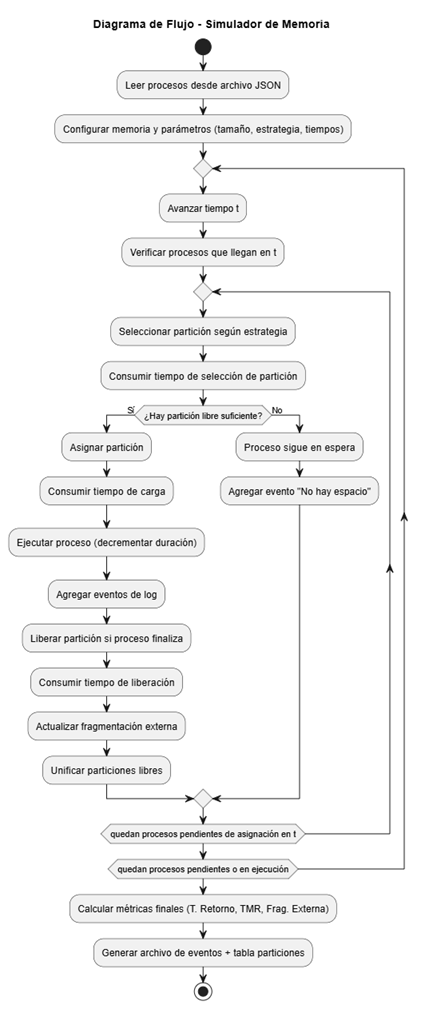 Diagrama de Flujo - Simulador de Memoria
Leer procesos desde archivo JSON
Configurar memoria y parámetros (tamaño, estrategia, tiempos)
Avanzar tiempo t
Verificar procesos que llegan en t
Seleccionar partición según estrategia
Consumir tiempo de selección de partición
Sí
¿Hay partición libre suficiente?
No
Asignar partición
Proceso sigue en espera
Consumir tiempo de carga
Agregar evento "No hay espacio"
Ejecutar proceso (decrementar duración)
Agregar eventos de log
Liberar partición si proceso finaliza
Consumir tiempo de liberación
Actualizar fragmentación externa
Unificar particiones libres
quedan procesos pendientes de asignación en t
quedan procesos pendientes o en ejecución
Calcular métricas finales (T. Retorno, TMR, Frag. Externa)
Generar archivo de eventos + tabla particiones